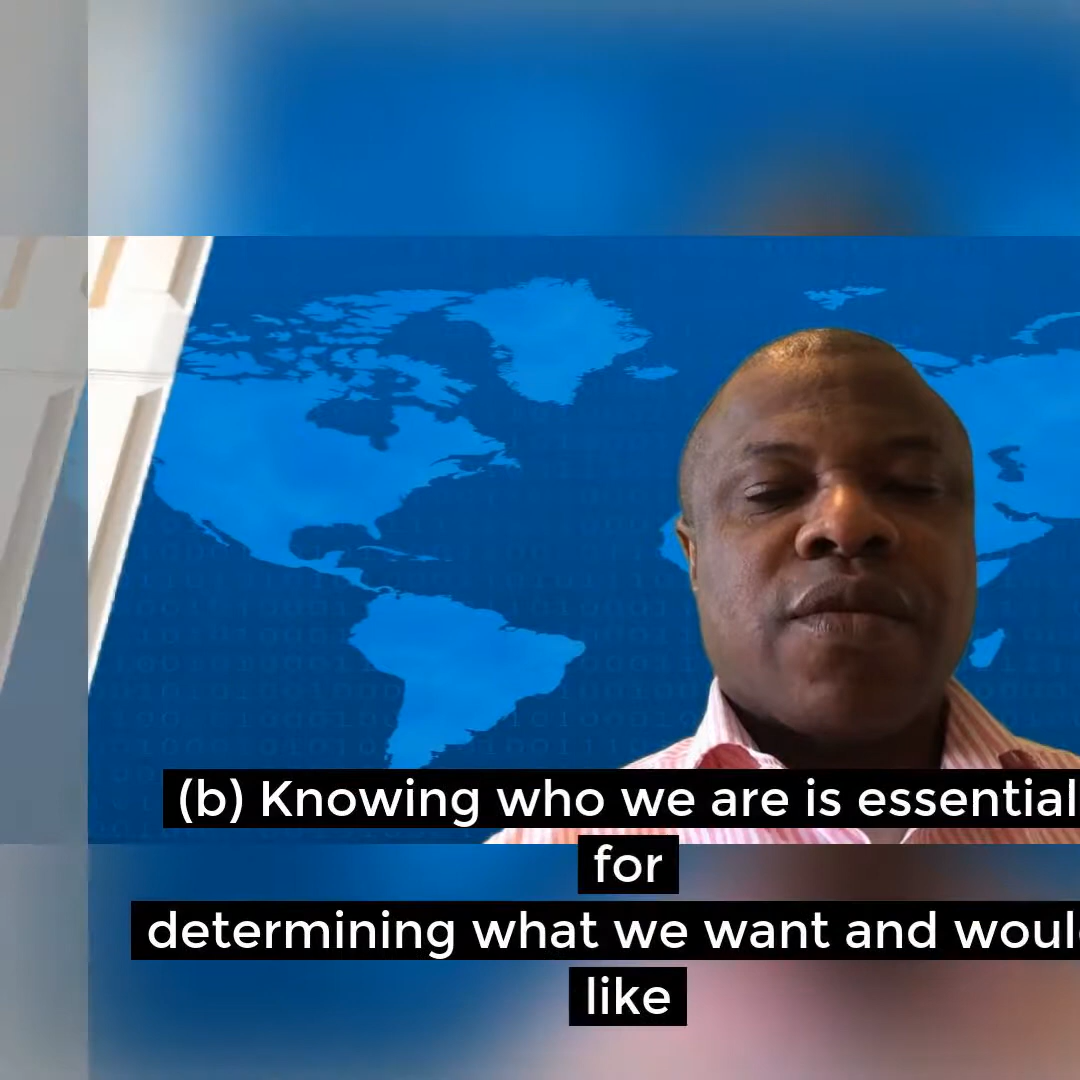 (b) Knowing who we are is essential
for
determining what we want and would
like